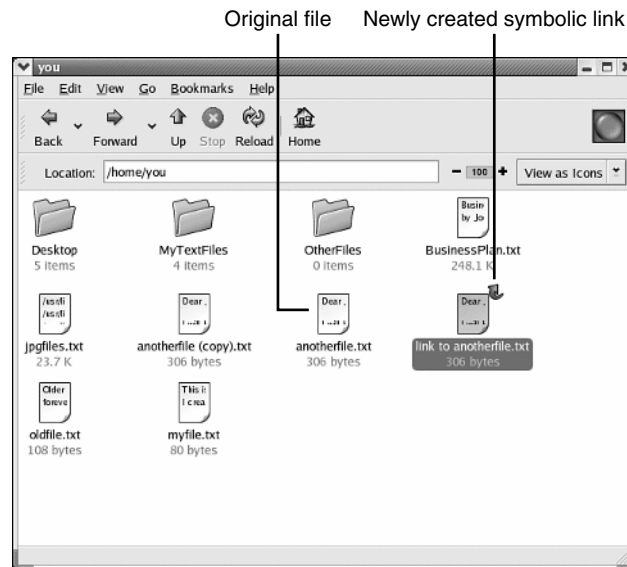 Original file Newly created symbolic link
you
File Edit View Go Bookmarks Help
Back Forward Up Stop Reload Home
Location: /home/you 100 View as Icons
Desktop MyTextFiles OtherFiles BusinessPlan.txt
5 items 4 items 0 items 248.1 K
jpgfiles.txt anotherfile (copy).txt anotherfile.txt link to anotherfile.txt
23.7 K 306 bytes 306 bytes 306 bytes
oldfile.txt myfile.txt
108 bytes 80 bytes